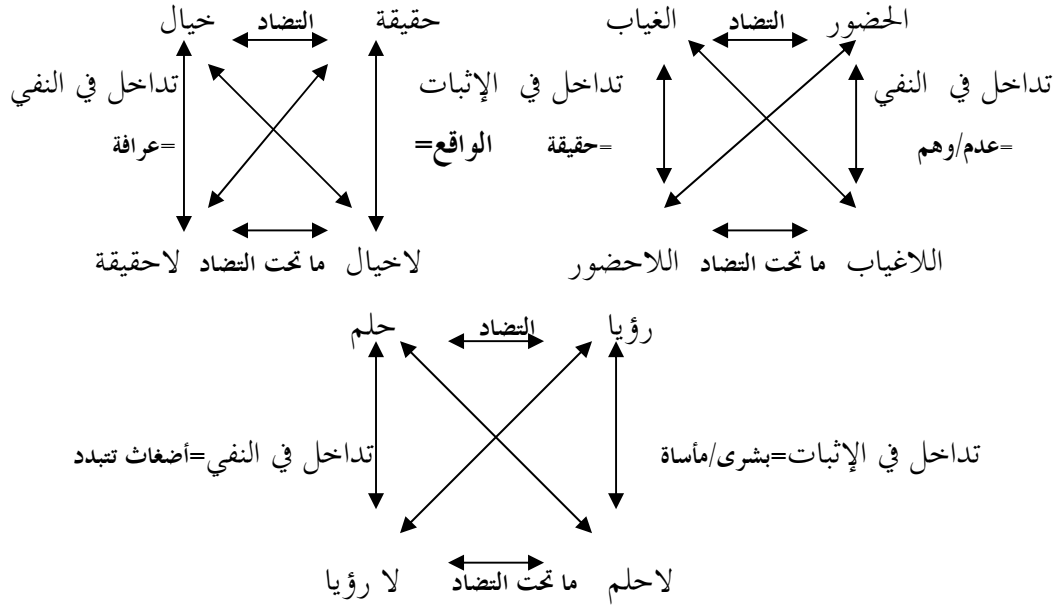 الحضور التضاد الغياب حقيقة التضاد خيال
تداخل في النفي تداخل في الإثبات تداخل في النفي
=عدم/وهم =حقيقة الواقع= =عرافة
اللاغياب ما تحت التضاد اللاحضور لاخيال ما تحت التضاد لاحقيقة
رؤيا التضاد حلم
تداخل في الإثبات=بشرى/مأساة تداخل في النفي=أضغاث تتبدد
لاحلم ما تحت التضاد لا رؤيا